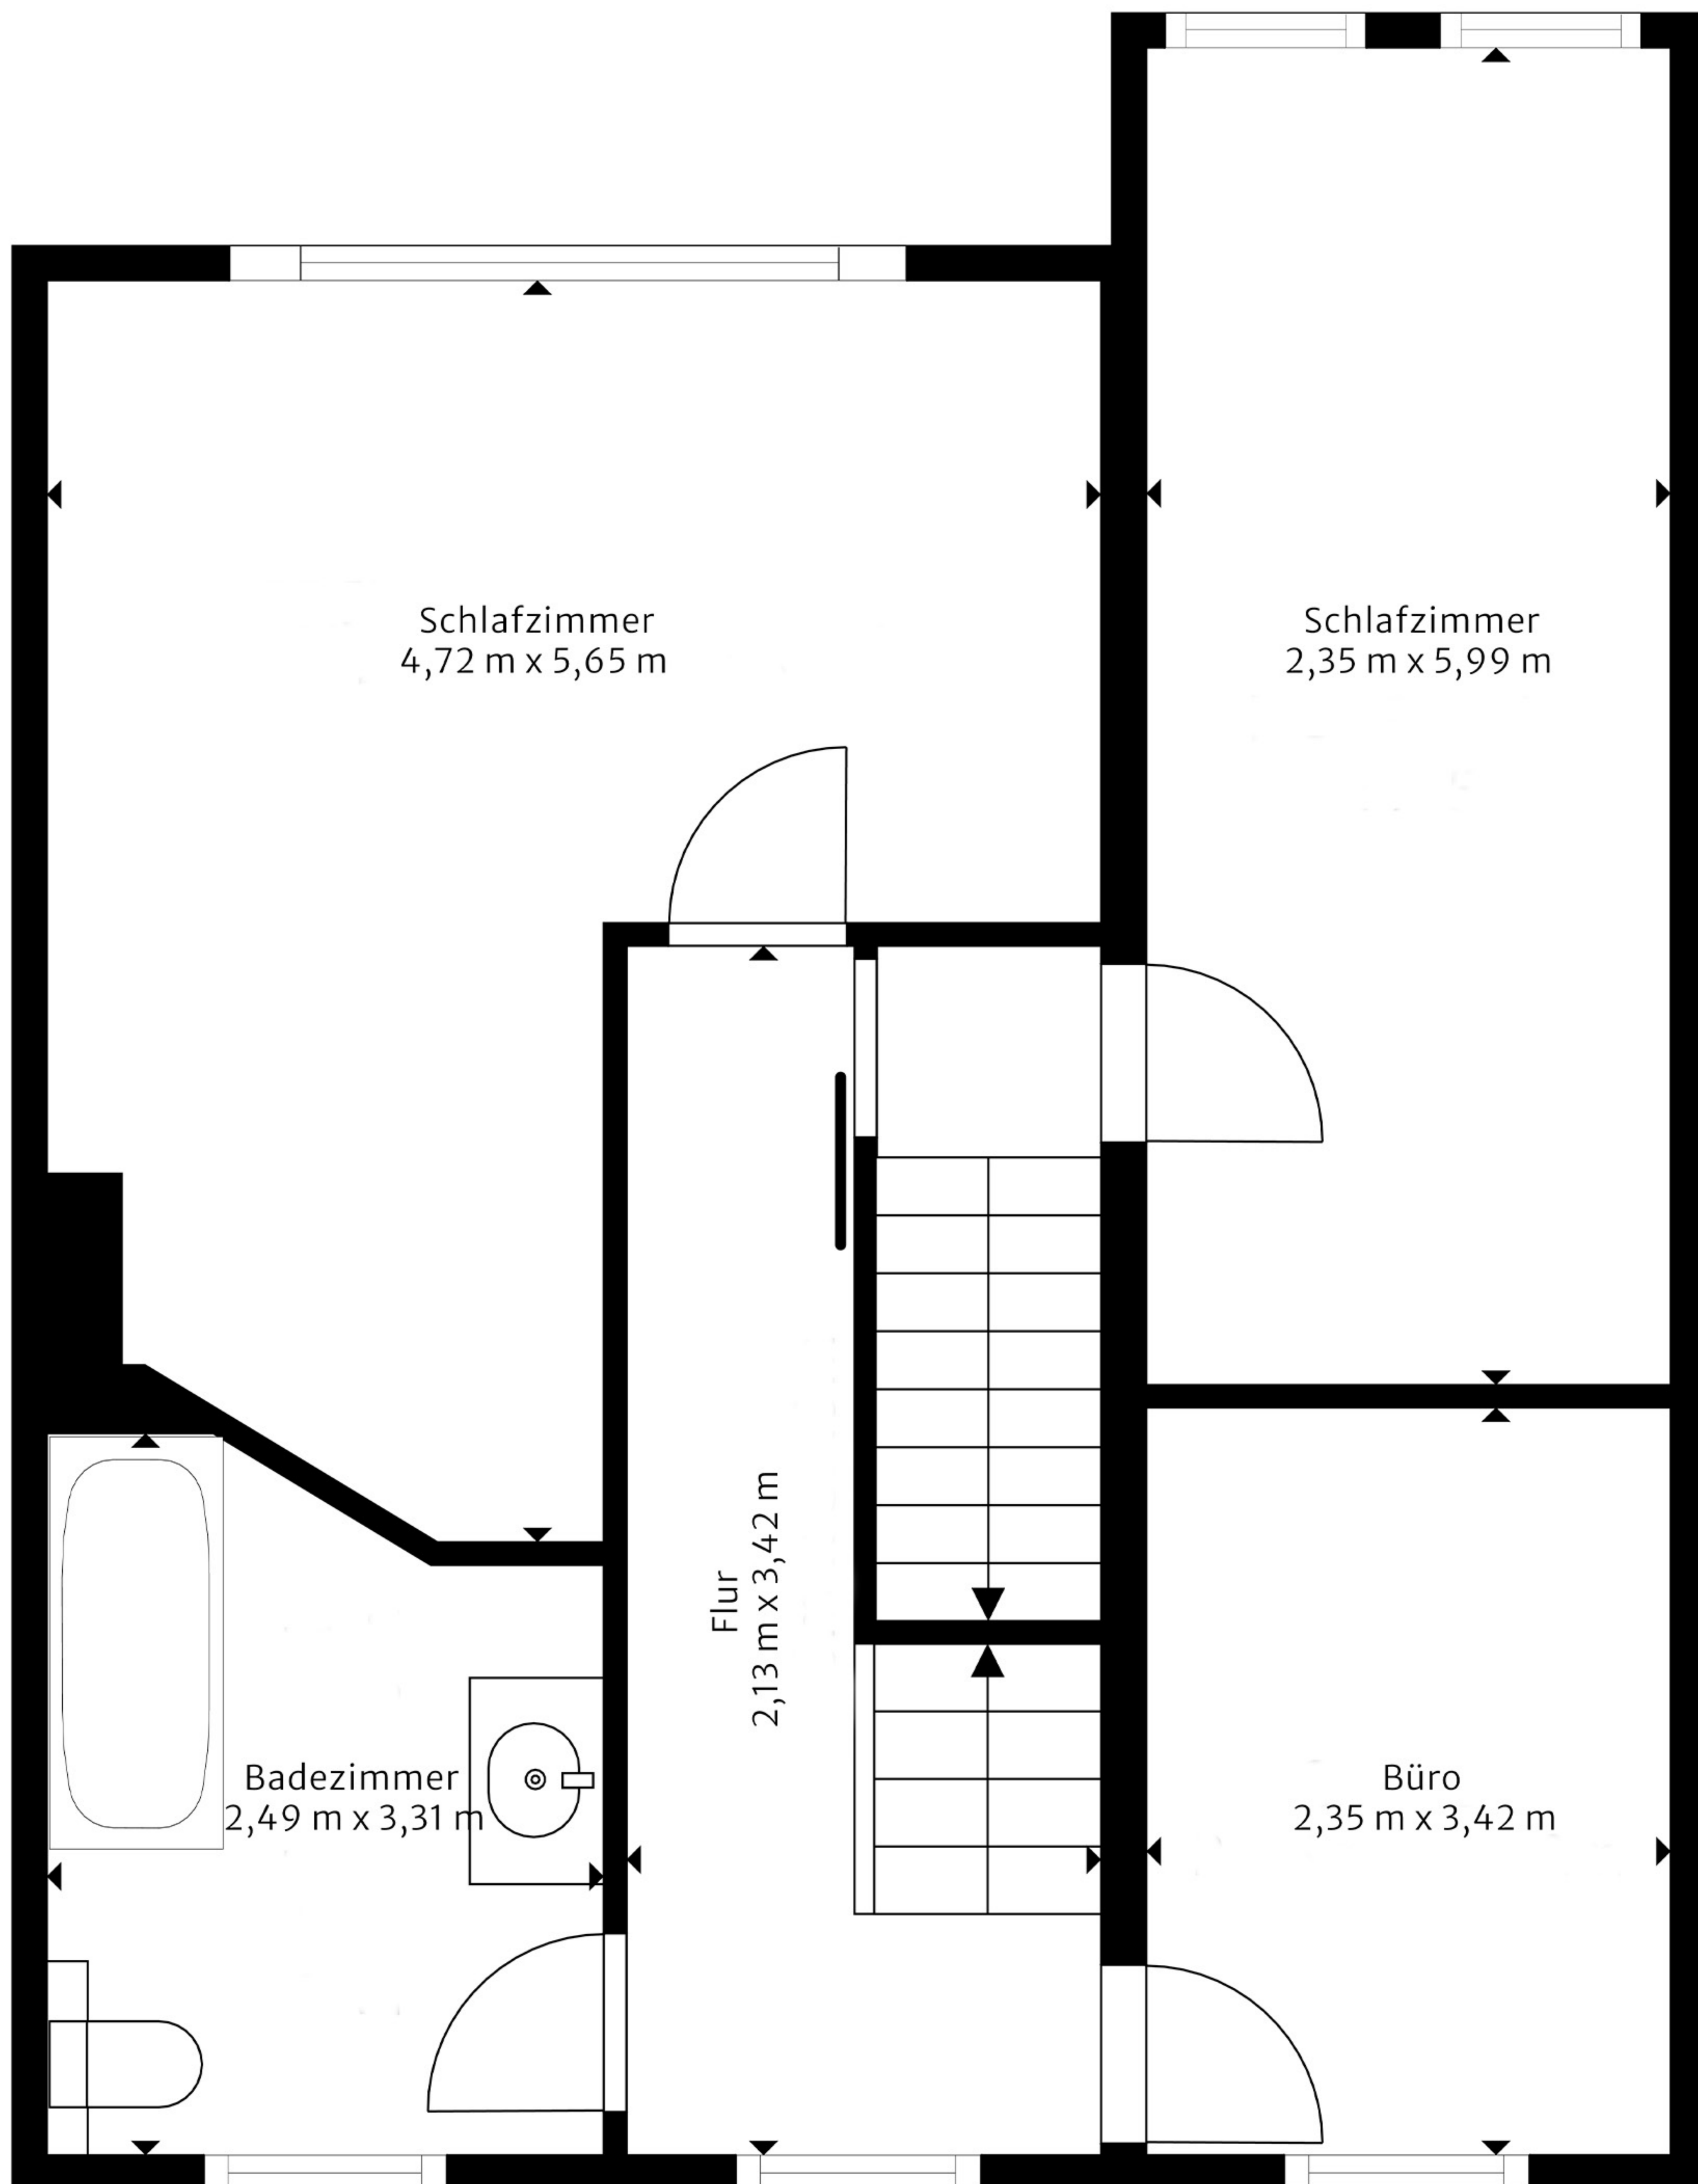 Schlafzimmer
4,72 m x 5,65 m
Schlafzimmer
2,35 m x 5,99 m
Flur
2,13 m x 3,42 m
Badezimmer
2,49 m x 3,31 m
Büro
2,35 m x 3,42 m